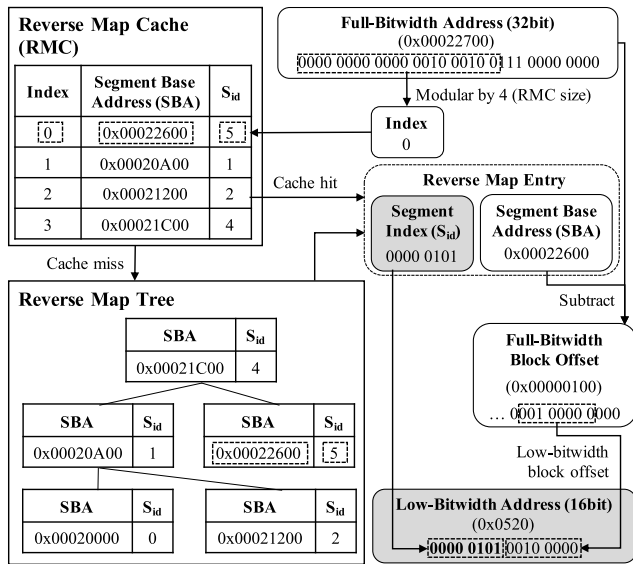 Reverse Map Cache
(RMC)
Index
Segment Base
Address (SBA)
Sid
0 0x00022600 5
1 0x00020A00 1
2 0x00021200 2
3 0x00021C00 4
Full-Bitwidth Address (32bit)
(0x00022700)
0000 0000 0000 0010 0010 0111 0000 0000
Modular by 4 (RMC size)
Index
0
Cache hit
Cache miss
Reverse Map Entry
Segment
Index (Sid)
0000 0101
Segment Base
Address (SBA)
0x00022600
Subtract
Reverse Map Tree
SBA Sid
0x00021C00 4
SBA Sid
0x00020A00 1
SBA Sid
0x00022600 5
SBA Sid
0x00020000 0
SBA Sid
0x00021200 2
Full-Bitwidth
Block Offset
(0x00000100)
... 0001 0000 0000
Low-bitwidth
block offset
Low-Bitwidth Address (16bit)
(0x0520)
0000 0101 0010 0000